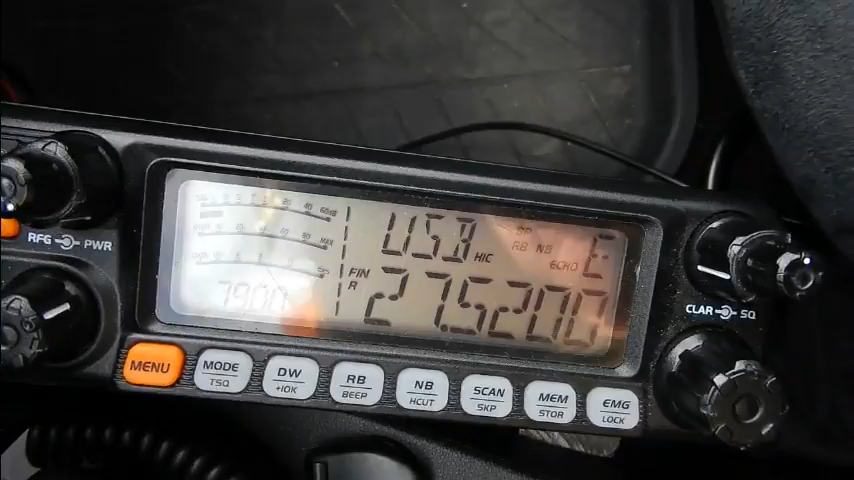 USB HIC RB NB ECHO E
FIN
R
27.5200
7900
RFG PWR
CLAR SQ
MENU
MODE
TSQ
DW
+10K
RB
BEEP
NB
HCUT
SCAN
SKP
MEM
STOR
EMG
LOCK